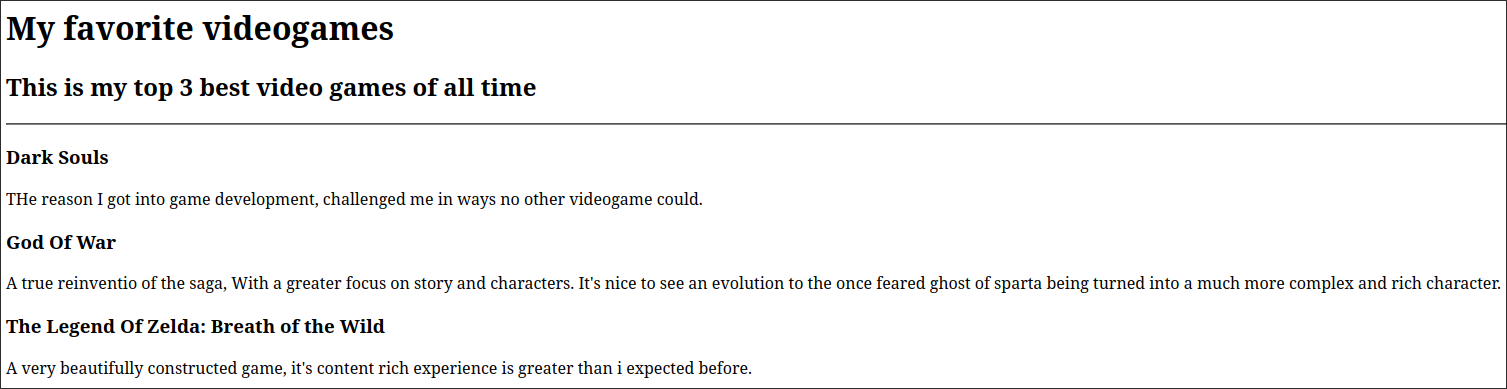 My favorite videogames
This is my top 3 best video games of all time
Dark Souls
THe reason I got into game development, challenged me in ways no other videogame could.
God Of War
A true reinventio of the saga, With a greater focus on story and characters. It's nice to see an evolution to the once feared ghost of sparta being turned into a much more complex and rich character.
The Legend Of Zelda: Breath of the Wild
A very beautifully constructed game, it's content rich experience is greater than i expected before.